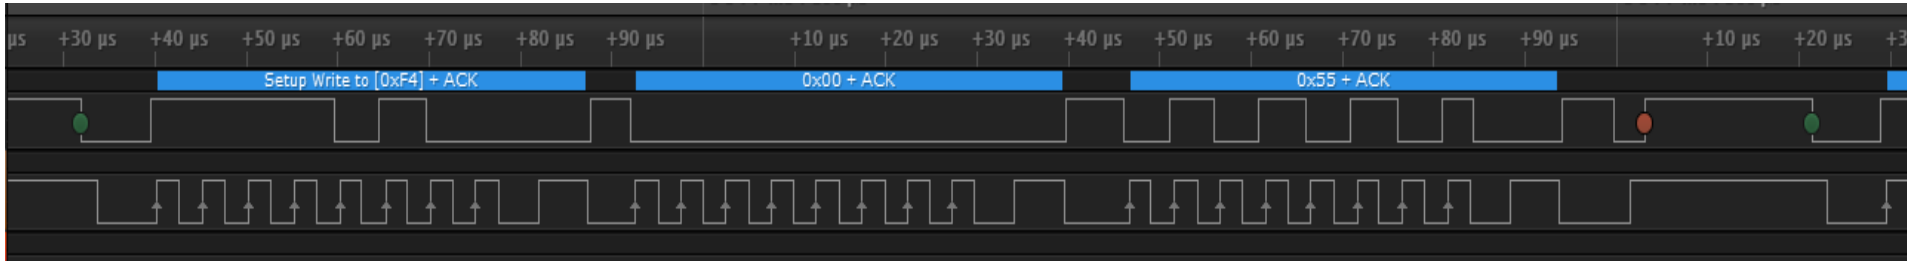 µs +30 µs +40 µs +50 µs +60 µs +70 µs +80 µs +90 µs +10 µs +20 µs +30 µs +40 µs +50 µs +60 µs +70 µs +80 µs +90 µs +10 µs +20 µs +3
Setup Write to [0xF4] + ACK 0x00 + ACK 0x55 + ACK